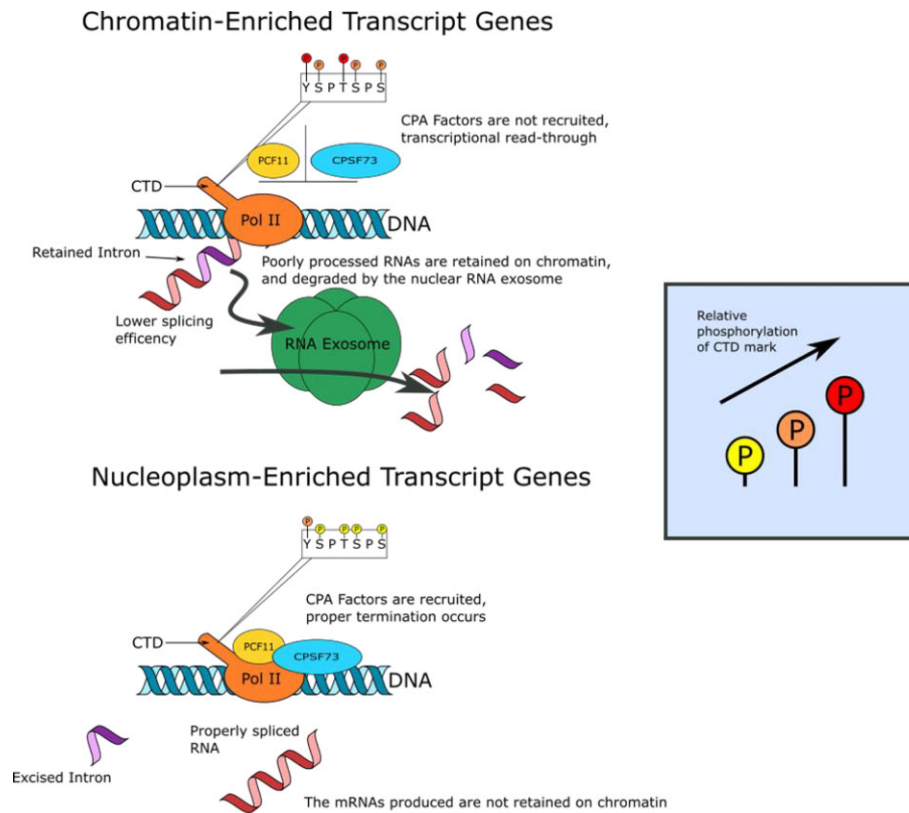 Chromatin-Enriched Transcript Genes
P P P P P
Y S P T S P S
CPA Factors are not recruited,
transcriptional read-through
PCF11
CPSF73
CTD
Pol II
DNA
Retained Intron
Poorly processed RNAs are retained on chromatin,
and degraded by the nuclear RNA exosome
Lower splicing
efficency
RNA Exosome
Relative
phosphorylation
of CTD mark
P P P
Nucleoplasm-Enriched Transcript Genes
P P P P P
Y S P T S P S
CPA Factors are recruited,
proper termination occurs
CTD
PCF11
CPSF73
Pol II
DNA
Properly spliced
RNA
Excised Intron
The mRNAs produced are not retained on chromatin